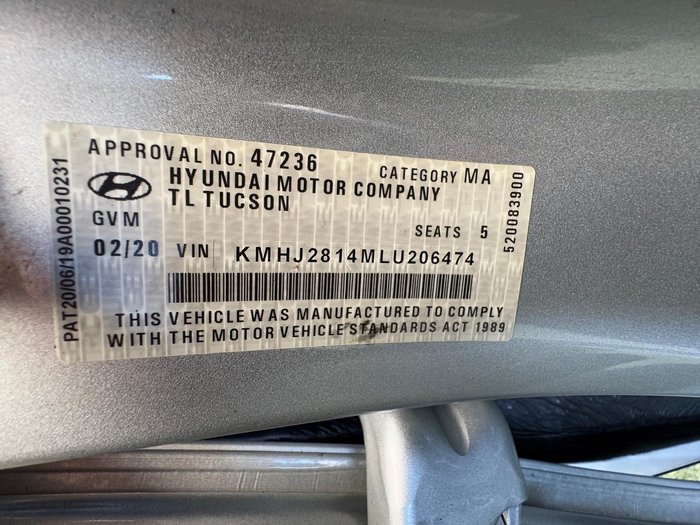 APPROVAL NO. 47236 CATEGORY MA
HYUNDAI MOTOR COMPANY
TL TUCSON
GVM SEATS 5
02/20 VIN KMHJ2814MLU206474
THIS VEHICLE WAS MANUFACTURED TO COMPLY
WITH THE MOTOR VEHICLE STANDARDS ACT 1989
PAT20/06/19A00010231
520083900